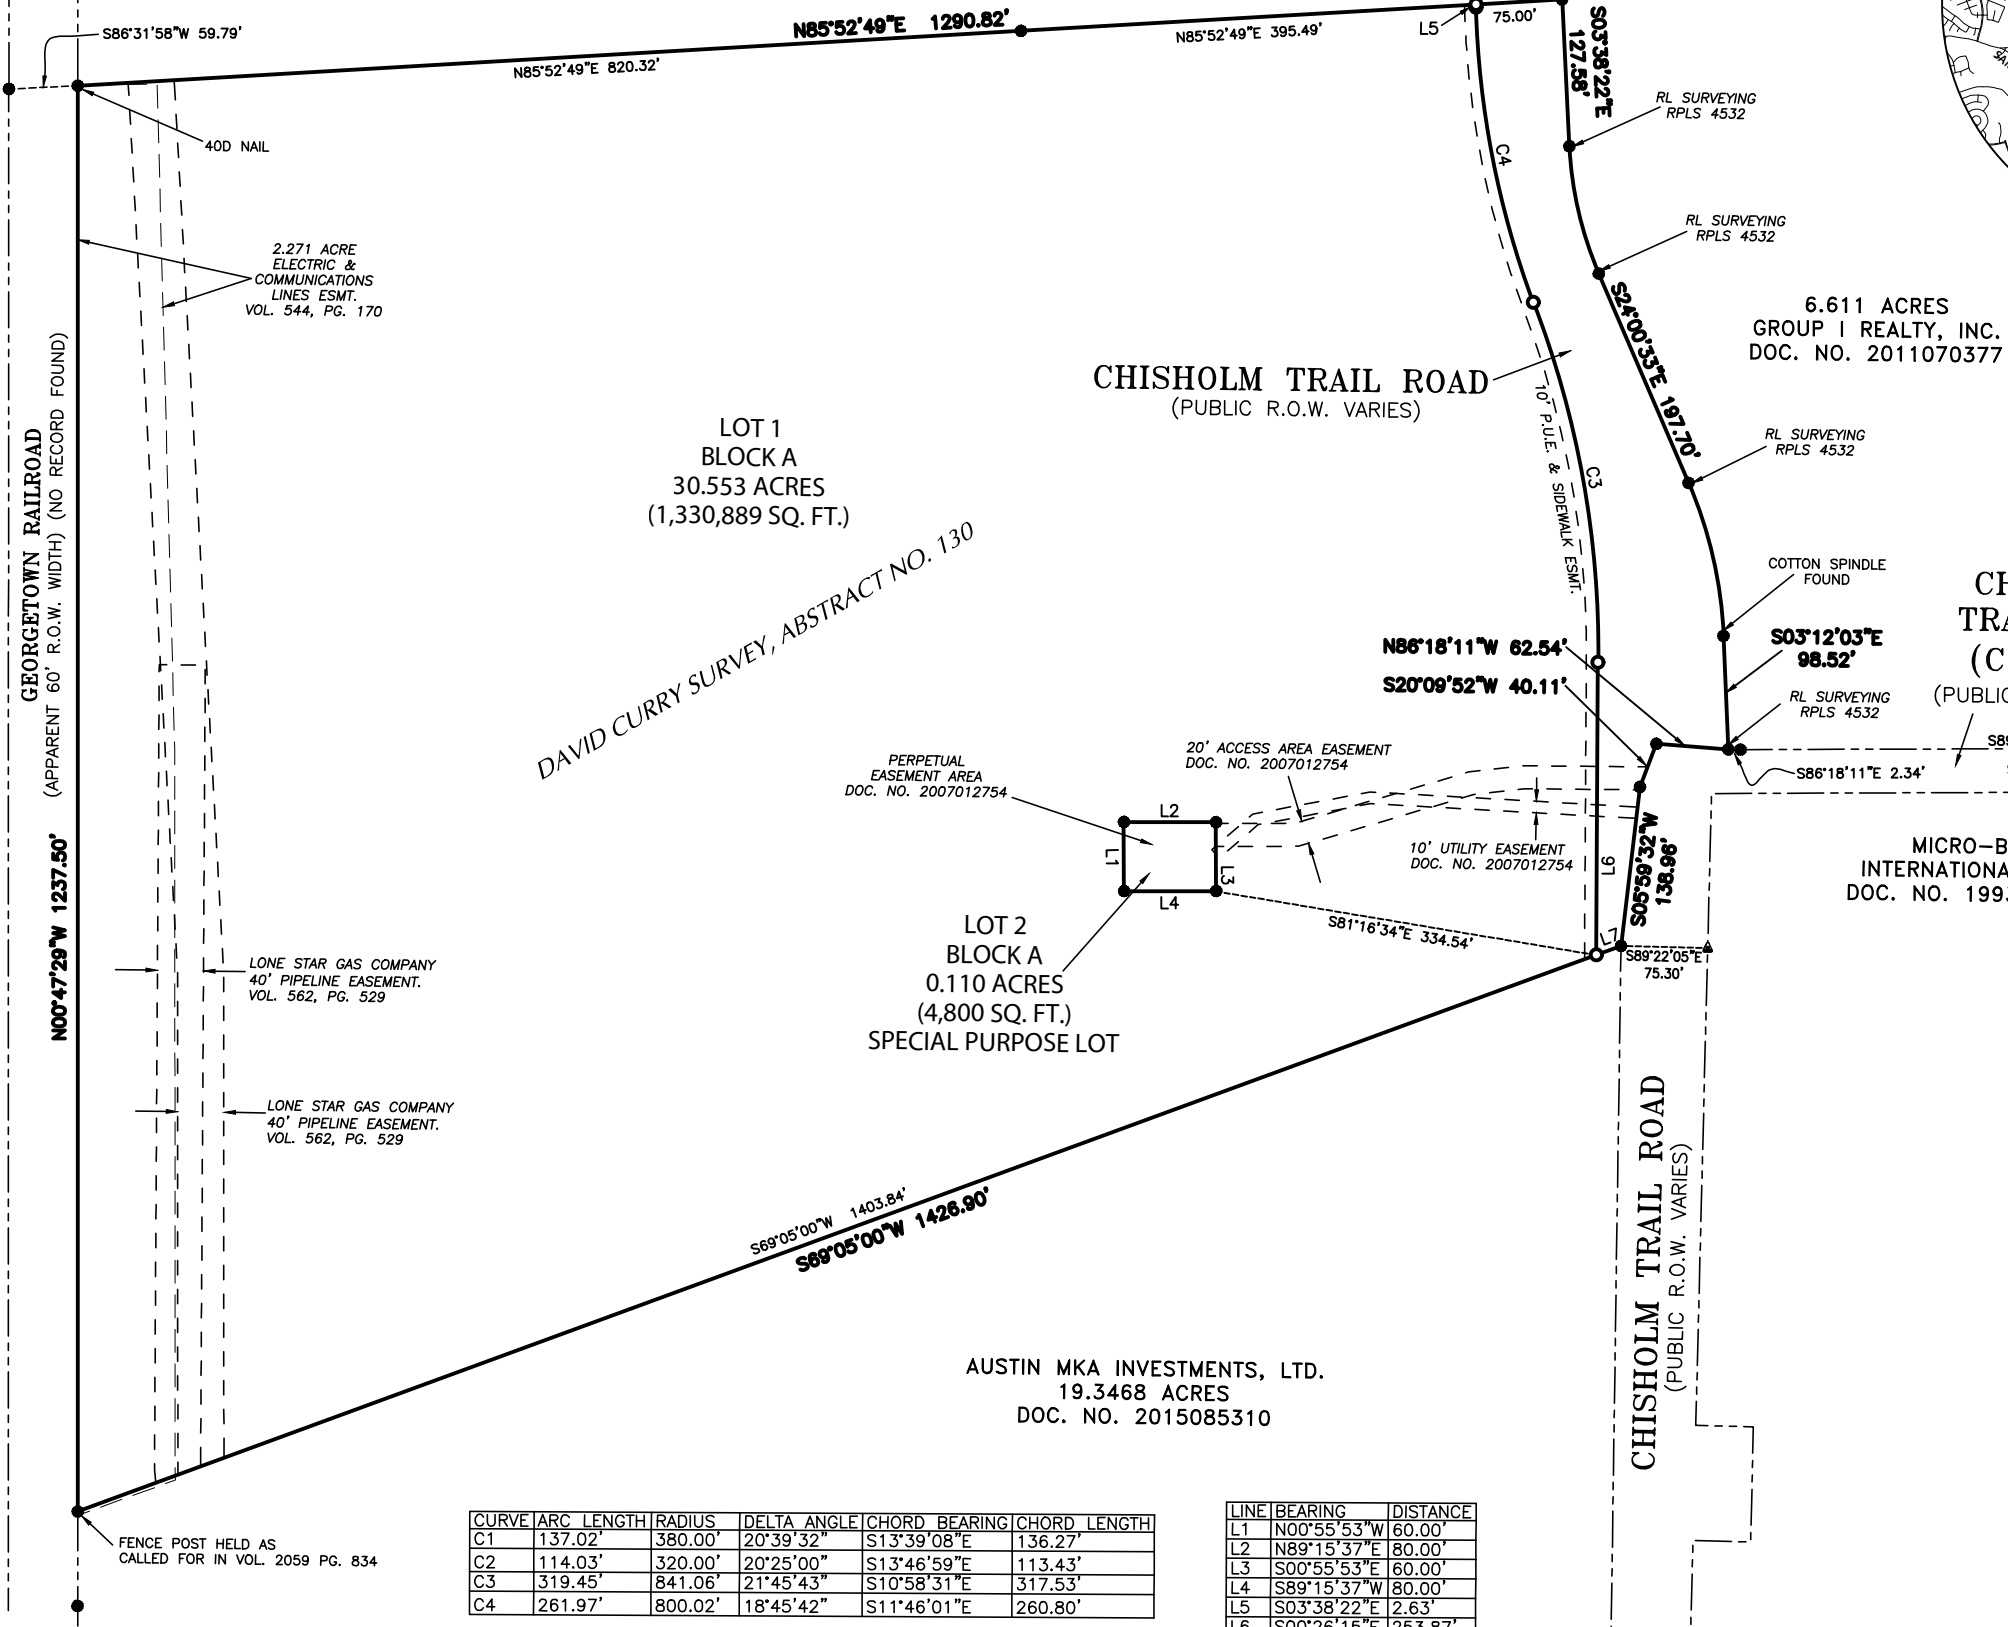 S86°31'58"W 59.79'
N85°52'49"E 1290.82'
N85°52'49"E 820.32'
N85°52'49"E 395.49'
L5
75.00'
S03°38'22"E
127.58'
40D NAIL
C4
RL SURVEYING
RPLS 4532
RL SURVEYING
RPLS 4532
2.271 ACRE
ELECTRIC &
COMMUNICATIONS
LINES ESMT.
VOL. 544, PG. 170
6.611 ACRES
GROUP I REALTY, INC.
DOC. NO. 2011070377
S24°00'33"E 197.70'
CHISHOLM TRAIL ROAD
(PUBLIC R.O.W. VARIES)
10' P.U.E. & SIDEWALK ESMT.
C3
RL SURVEYING
RPLS 4532
LOT 1
BLOCK A
30.553 ACRES
(1,330,889 SQ. FT.)
DAVID CURRY SURVEY, ABSTRACT NO. 130
GEORGETOWN RAILROAD
(APPARENT 60' R.O.W. WIDTH) (NO RECORD FOUND)
N00°47'29"W 1237.50'
COTTON SPINDLE
FOUND
CH
TRA
(C
(PUBLIC
S03°12'03"E
98.52'
N86°18'11"W 62.54'
S20°09'52"W 40.11'
RL SURVEYING
RPLS 4532
S89
S86°18'11"E 2.34'
PERPETUAL
EASEMENT AREA
DOC. NO. 2007012754
20' ACCESS AREA EASEMENT
DOC. NO. 2007012754
L2
L1
L3
L4
10' UTILITY EASEMENT
DOC. NO. 2007012754
L6
S05°59'32"W
138.96'
MICRO-B
INTERNATIONA
DOC. NO. 1993
S81°16'34"E 334.54'
L7
S89°22'05"E
75.30'
LOT 2
BLOCK A
0.110 ACRES
(4,800 SQ. FT.)
SPECIAL PURPOSE LOT
LONE STAR GAS COMPANY
40' PIPELINE EASEMENT.
VOL. 562, PG. 529
LONE STAR GAS COMPANY
40' PIPELINE EASEMENT.
VOL. 562, PG. 529
S69°05'00"W 1403.84'
S69°05'00"W 1426.90'
CHISHOLM TRAIL ROAD
(PUBLIC R.O.W. VARIES)
AUSTIN MKA INVESTMENTS, LTD.
19.3468 ACRES
DOC. NO. 2015085310
FENCE POST HELD AS
CALLED FOR IN VOL. 2059 PG. 834
CURVE ARC LENGTH RADIUS DELTA ANGLE CHORD BEARING CHORD LENGTH
C1 137.02' 380.00' 20°39'32" S13°39'08"E 136.27'
C2 114.03' 320.00' 20°25'00" S13°46'59"E 113.43'
C3 319.45' 841.06' 21°45'43" S10°58'31"E 317.53'
C4 261.97' 800.02' 18°45'42" S11°46'01"E 260.80'
LINE BEARING DISTANCE
L1 N00°55'53"W 60.00'
L2 N89°15'37"E 80.00'
L3 S00°55'53"E 60.00'
L4 S89°15'37"W 80.00'
L5 S03°38'22"E 2.63'
L6 S00°26'15"E 253.87'